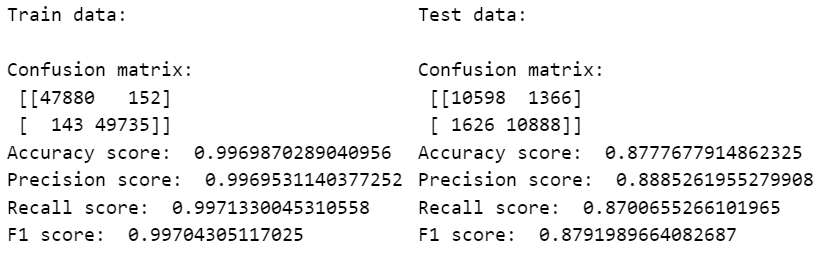 Train data:
Confusion matrix:
[[47880 152]
[ 143 49735]]
Accuracy score: 0.9969870289040956
Precision score: 0.9969531140377252
Recall score: 0.9971330045310558
F1 score: 0.99704305117025
Test data:
Confusion matrix:
[[10598 1366]
[ 1626 10888]]
Accuracy score: 0.8777677914862325
Precision score: 0.8885261955279908
Recall score: 0.8700655266101965
F1 score: 0.8791989664082687